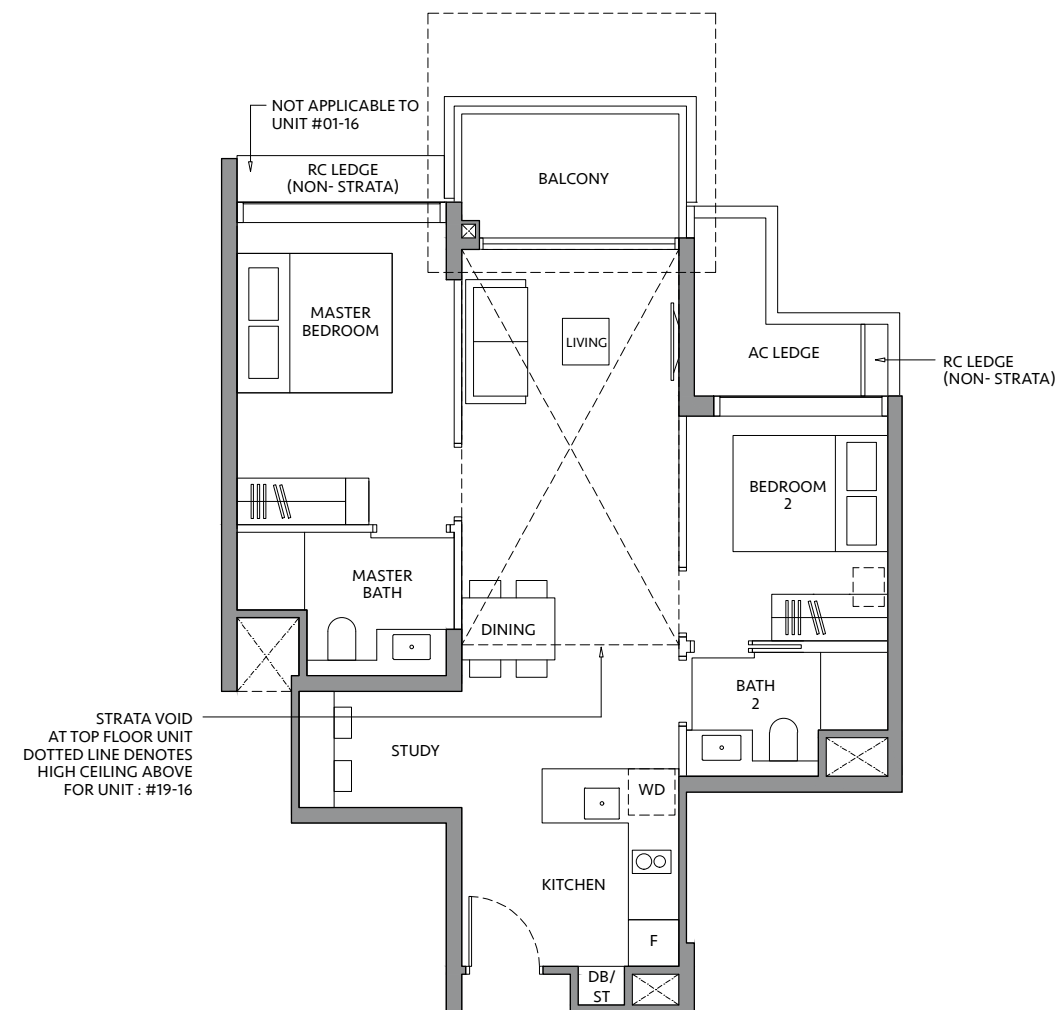 NOT APPLICABLE TO
UNIT #01-16
RC LEDGE
(NON- STRATA)
BALCONY
MASTER
BEDROOM
LIVING
AC LEDGE
RC LEDGE
(NON- STRATA)
BEDROOM
2
MASTER
BATH
DINING
BATH
2
STRATA VOID
AT TOP FLOOR UNIT
DOTTED LINE DENOTES
HIGH CEILING ABOVE
FOR UNIT : #19-16
STUDY
WD
KITCHEN
F
DB/
ST